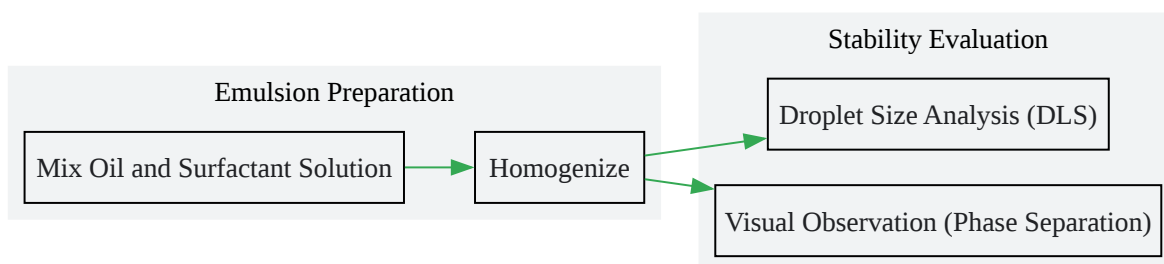 Emulsion Preparation
Mix Oil and Surfactant Solution
Homogenize
Stability Evaluation
Droplet Size Analysis (DLS)
Visual Observation (Phase Separation)